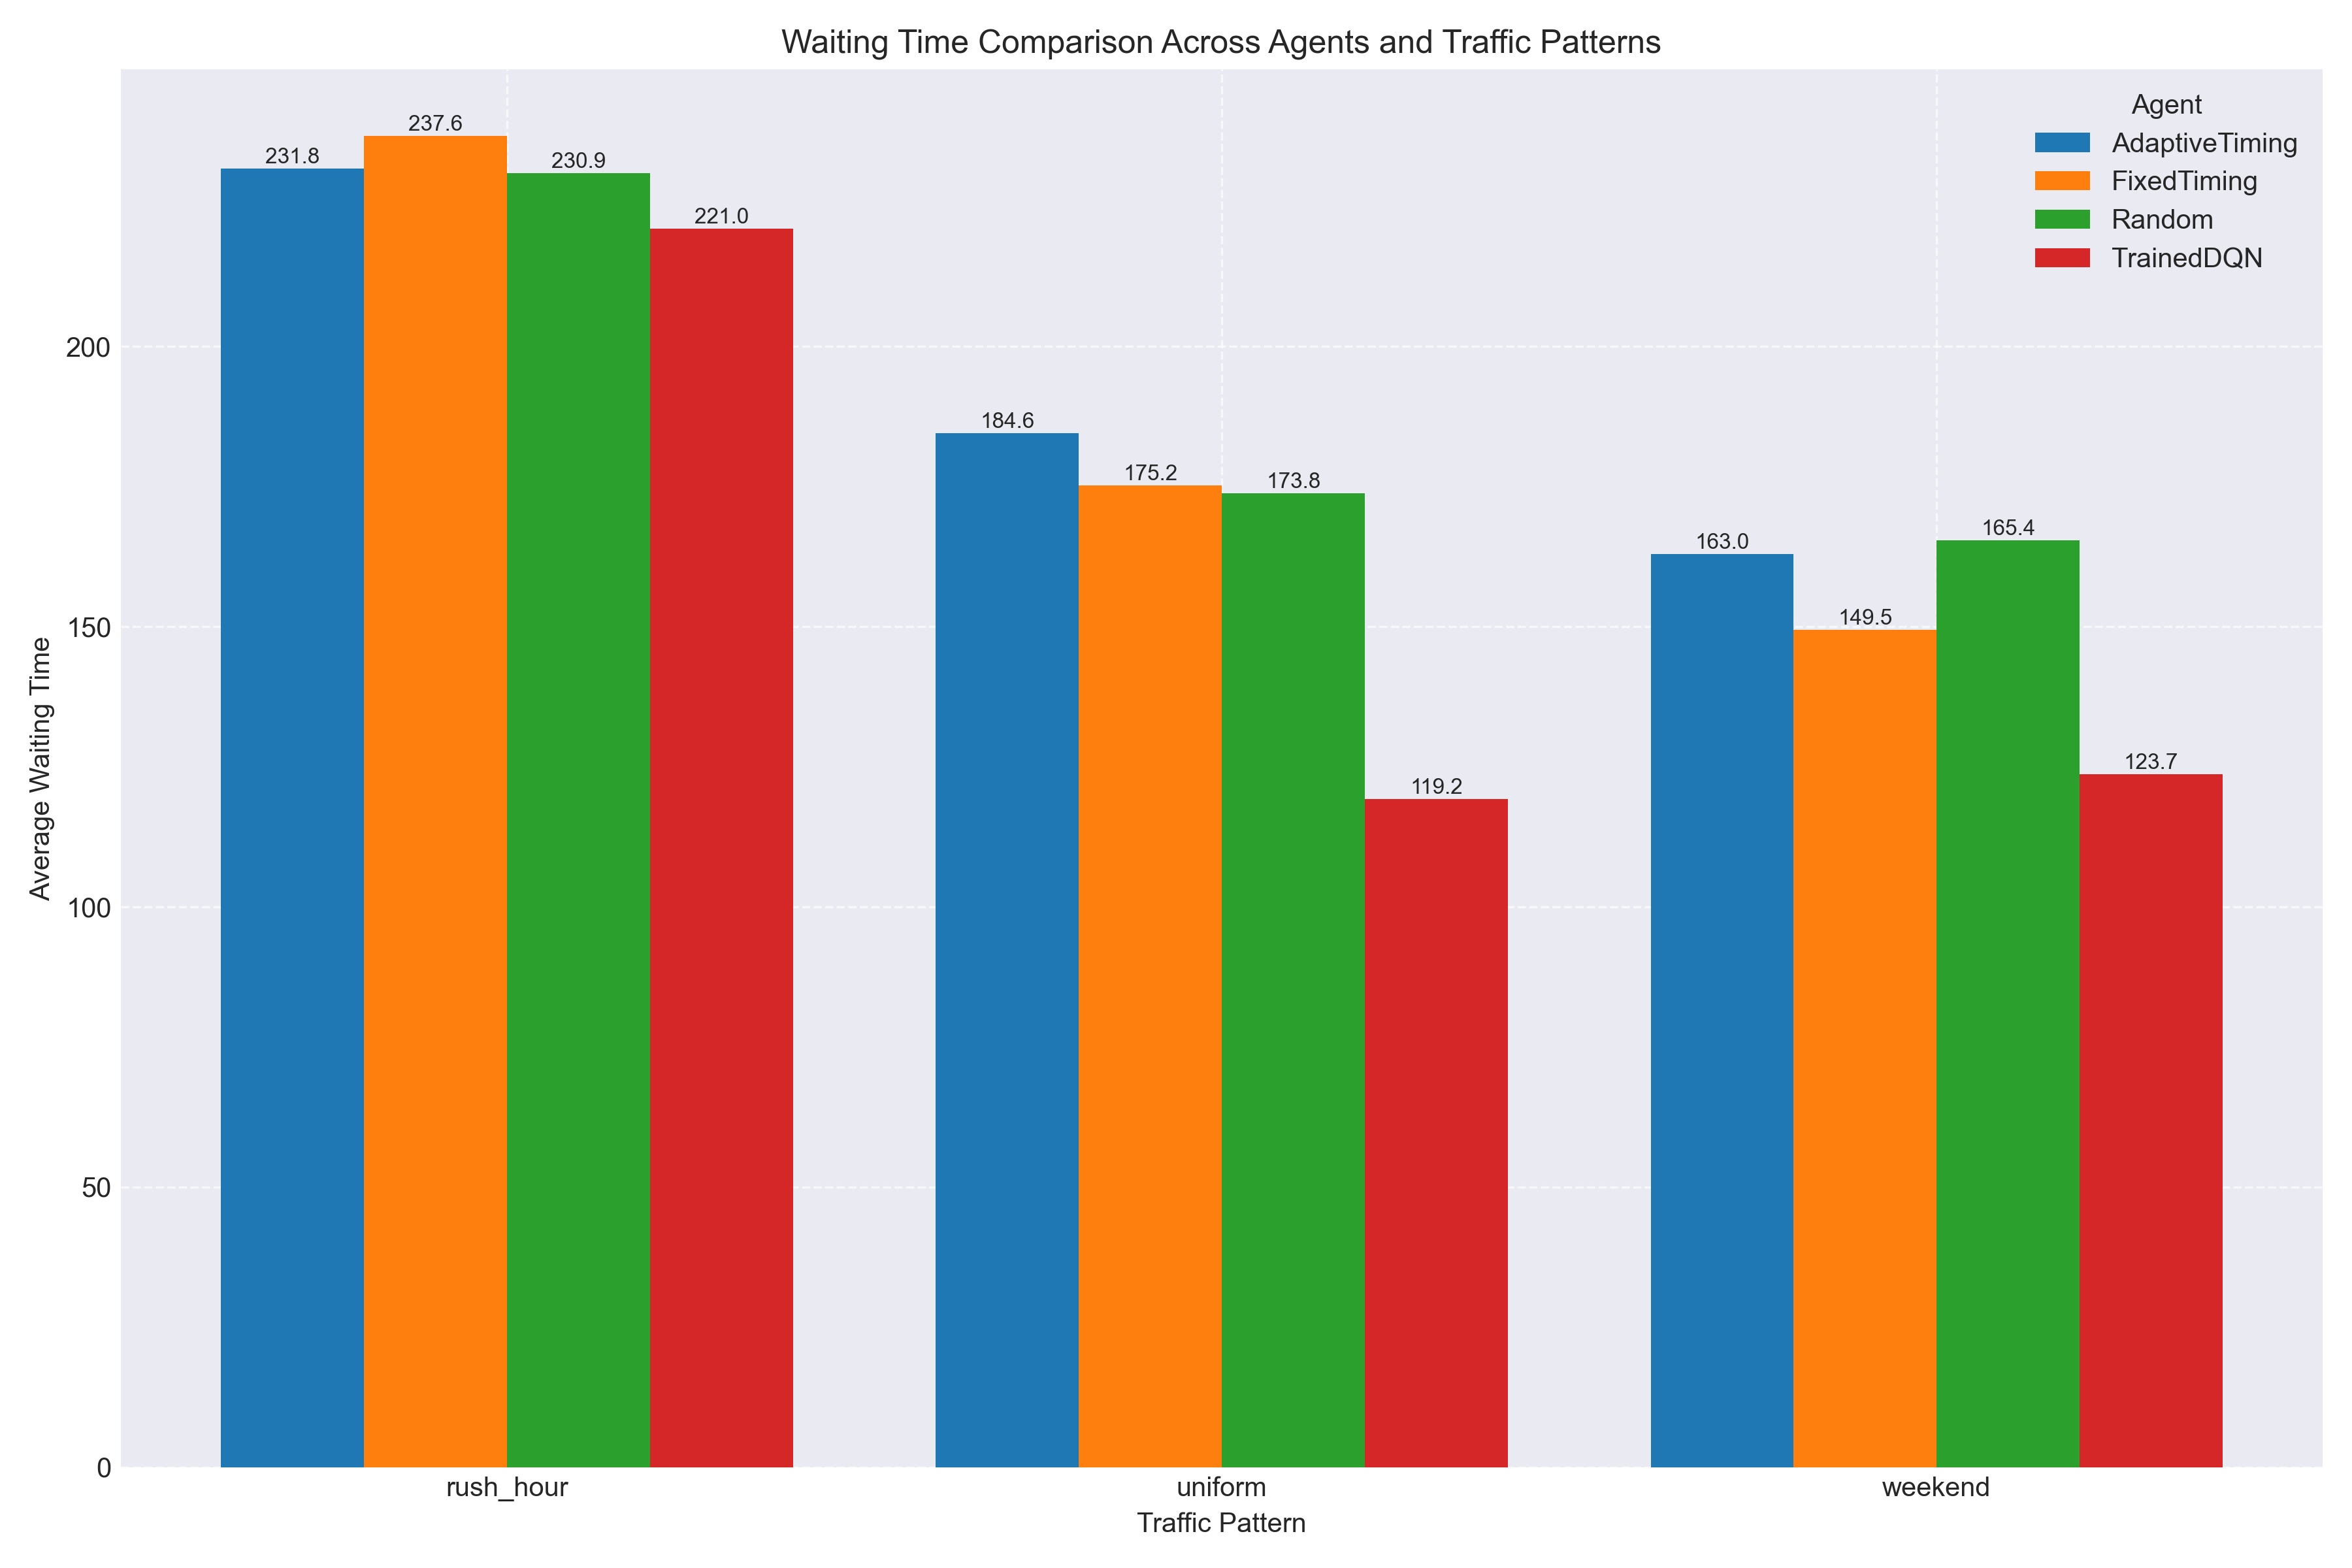 Waiting Time Comparison Across Agents and Traffic Patterns
Agent
AdaptiveTiming
FixedTiming
Random
TrainedDQN
Average Waiting Time
200
150
100
50
0
231.8
237.6
230.9
221.0
184.6
175.2
173.8
119.2
163.0
149.5
165.4
123.7
rush_hour
uniform
weekend
Traffic Pattern